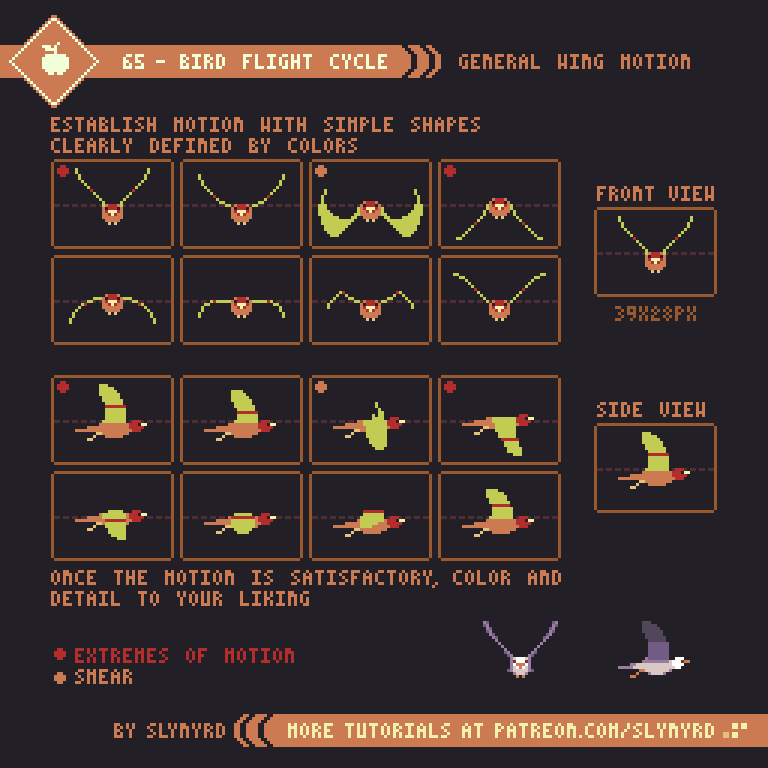 65 - BIRD FLIGHT CYCLE
GENERAL WING MOTION
ESTABLISH MOTION WITH SIMPLE SHAPES
CLEARLY DEFINED BY COLORS
FRONT VIEW
39X28PX
SIDE VIEW
ONCE THE MOTION IS SATISFACTORY, COLOR AND
DETAIL TO YOUR LIKING
EXTREMES OF MOTION
SMEAR
BY SLYNYRD
MORE TUTORIALS AT PATREON.COM/SLYNYRD